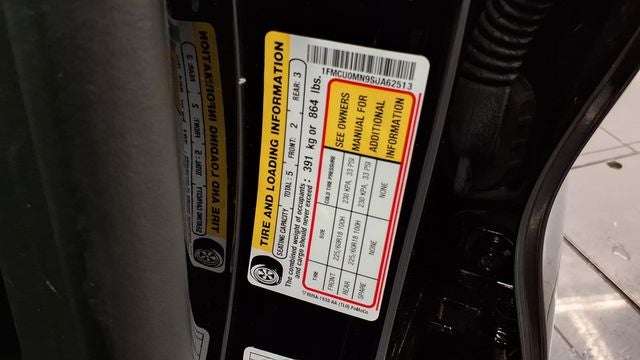 1FMCU0MN9SUA62513
TIRE AND LOADING INFORMATION
SEATING CAPACITY TOTAL: 5 FRONT: 2 REAR: 3
The combined weight of occupants
and cargo should never exceed: 391 kg or 864 lbs.
TIRE SIZE COLD TIRE PRESSURE
FRONT 225/60R18 100H 230 KPA, 33 PSI
REAR 225/60R18 100H 230 KPA, 33 PSI
SPARE NONE NONE
SEE OWNERS
MANUAL FOR
ADDITIONAL
INFORMATION